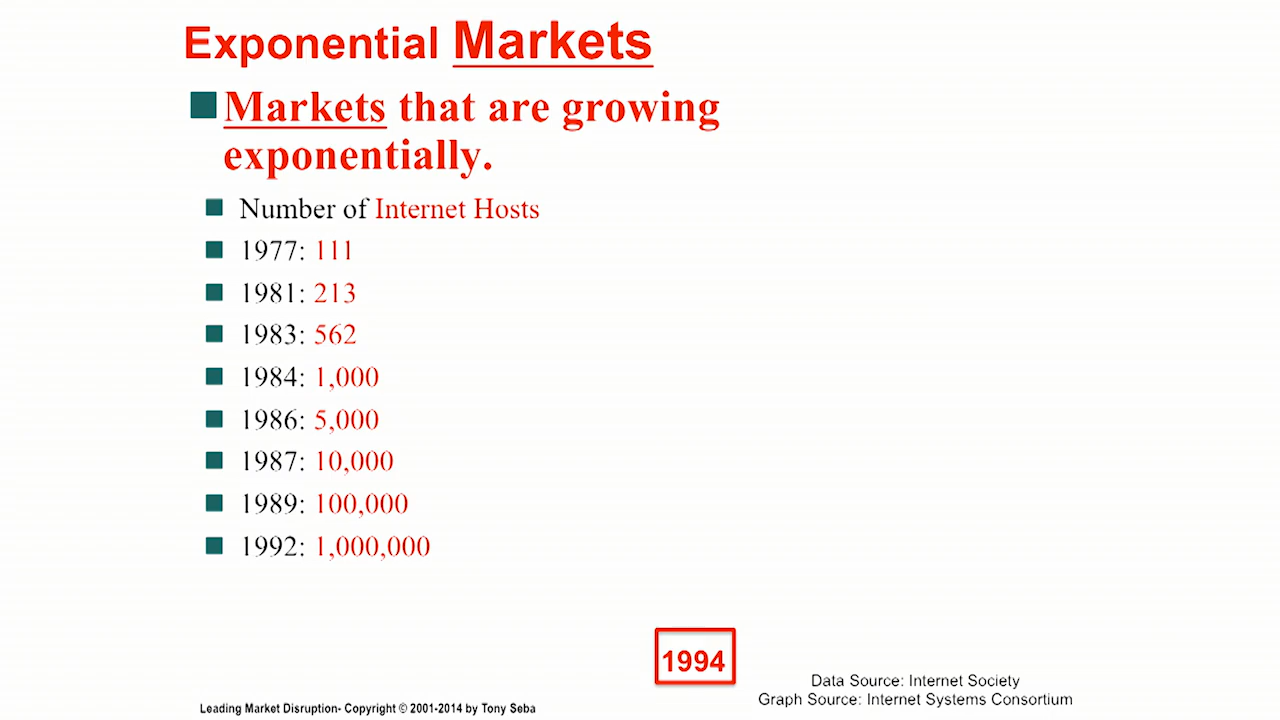 Exponential Markets
Markets that are growing
exponentially.
Number of Internet Hosts
1977: 111
1981: 213
1983: 562
1984: 1,000
1986: 5,000
1987: 10,000
1989: 100,000
1992: 1,000,000
1994
Data Source: Internet Society
Graph Source: Internet Systems Consortium
Leading Market Disruption- Copyright © 2001-2014 by Tony Seba